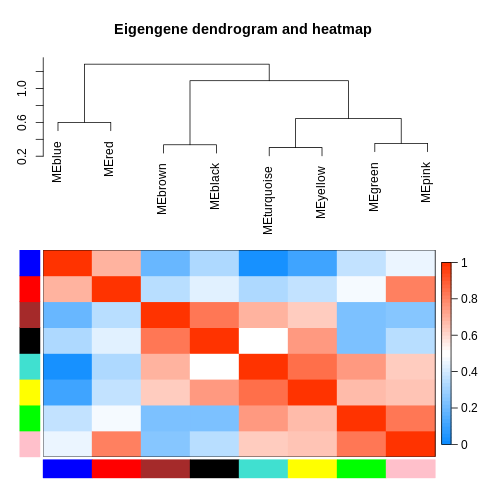 Eigengene dendrogram and heatmap
1.0
0.6
0.2
MEblue
MEred
MEbrown
MEblack
MEturquoise
MEyellow
MEgreen
MEpink
1
0.8
0.6
0.4
0.2
0